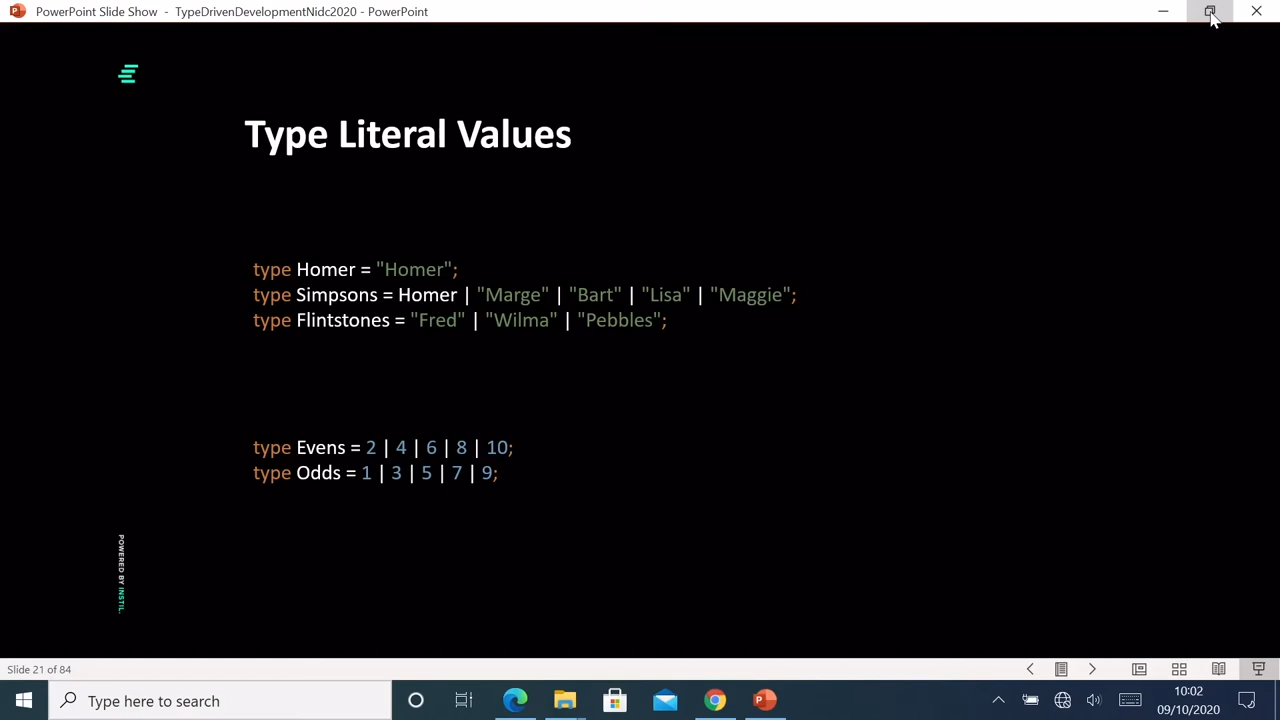 PowerPoint Slide Show - TypeDrivenDevelopmentNidc2020 - PowerPoint
Type Literal Values
type Homer = "Homer";
type Simpsons = Homer | "Marge" | "Bart" | "Lisa" | "Maggie";
type Flintstones = "Fred" | "Wilma" | "Pebbles";
type Evens = 2 | 4 | 6 | 8 | 10;
type Odds = 1 | 3 | 5 | 7 | 9;
POWERED BY INSTIL.
Slide 21 of 84
Type here to search
10:02
09/10/2020